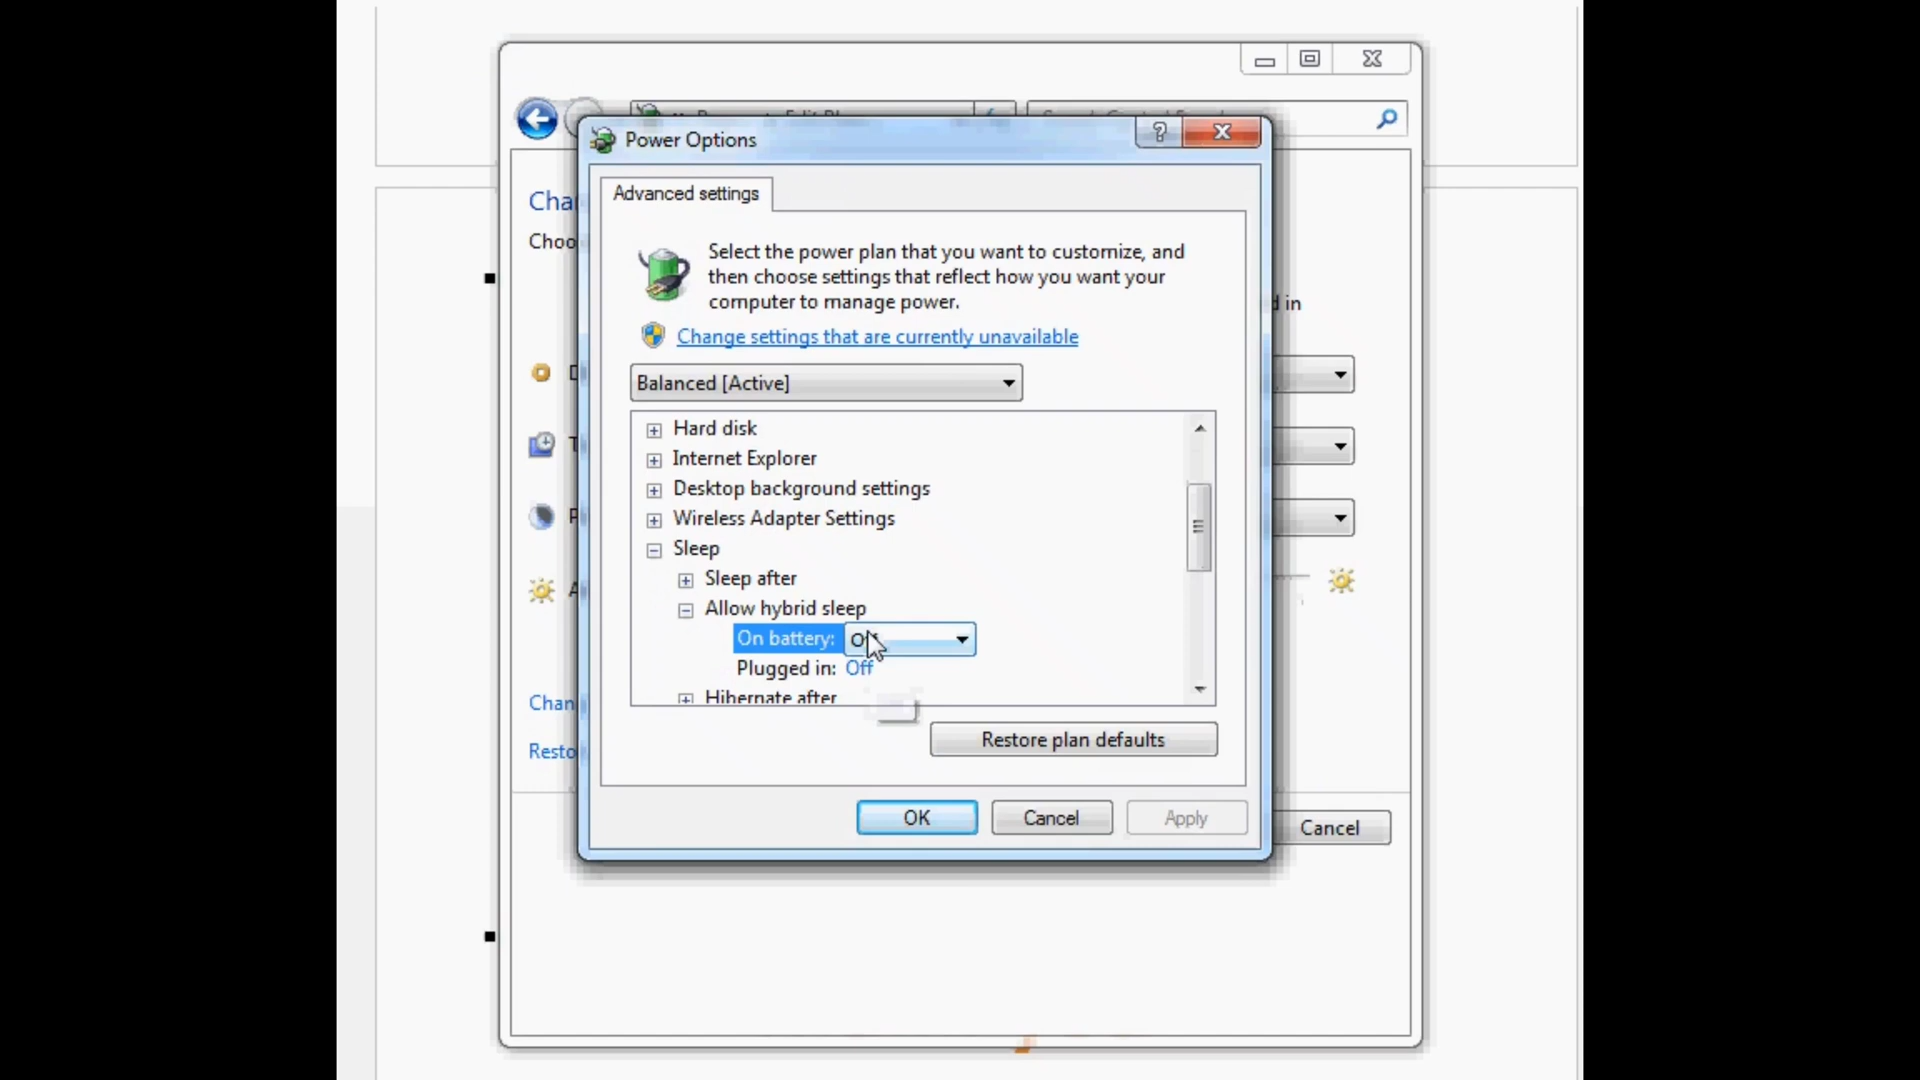 Power Options
Advanced settings
Cha
Choo
Select the power plan that you want to customize, and
then choose settings that reflect how you want your
computer to manage power.
d in
Change settings that are currently unavailable
Balanced [Active]
Hard disk
Internet Explorer
Desktop background settings
Wireless Adapter Settings
Sleep
Sleep after
Allow hybrid sleep
On battery:
Plugged in: Off
Hibernate after
Chan
Restore plan defaults
Resto
OK
Cancel
Apply
Cancel